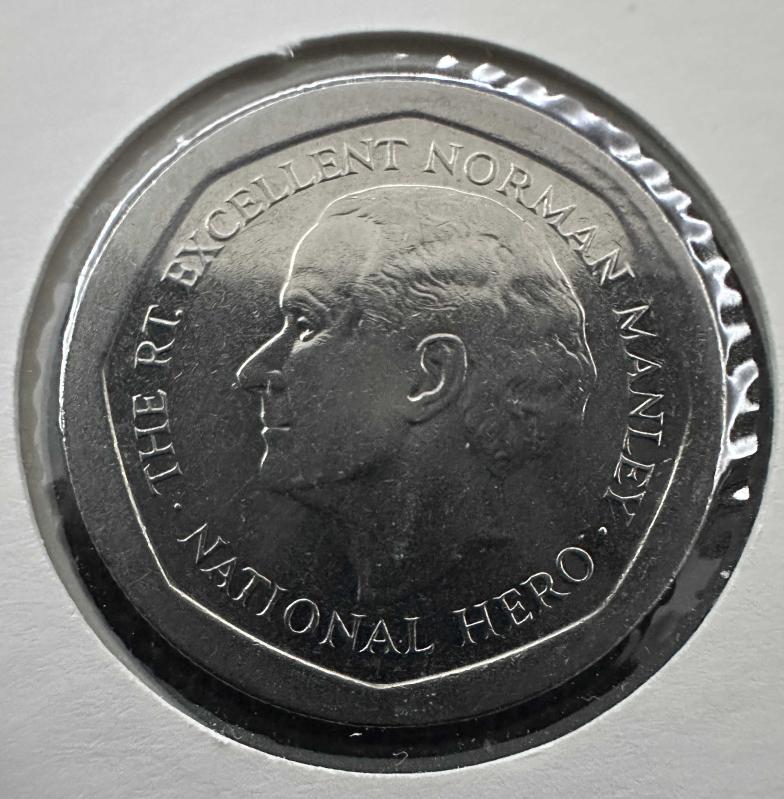 THE RT. EXCELLENT NORMAN MANLEY
· NATIONAL HERO ·